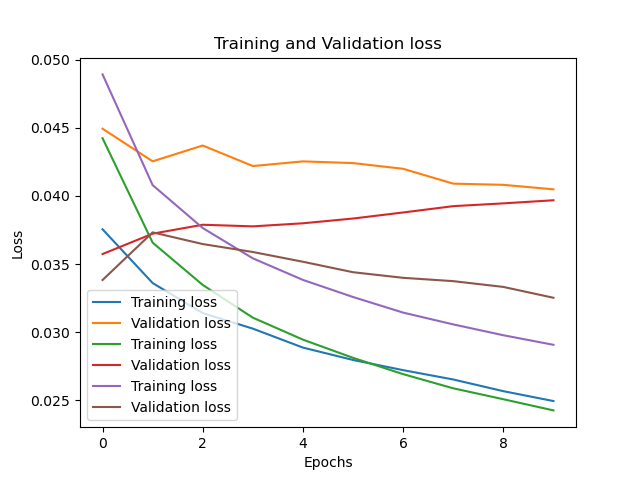 Training and Validation loss
0.050
0.045
0.040
0.035
0.030
0.025
Loss
Training loss
Validation loss
Training loss
Validation loss
Training loss
Validation loss
0 2 4 6 8
Epochs